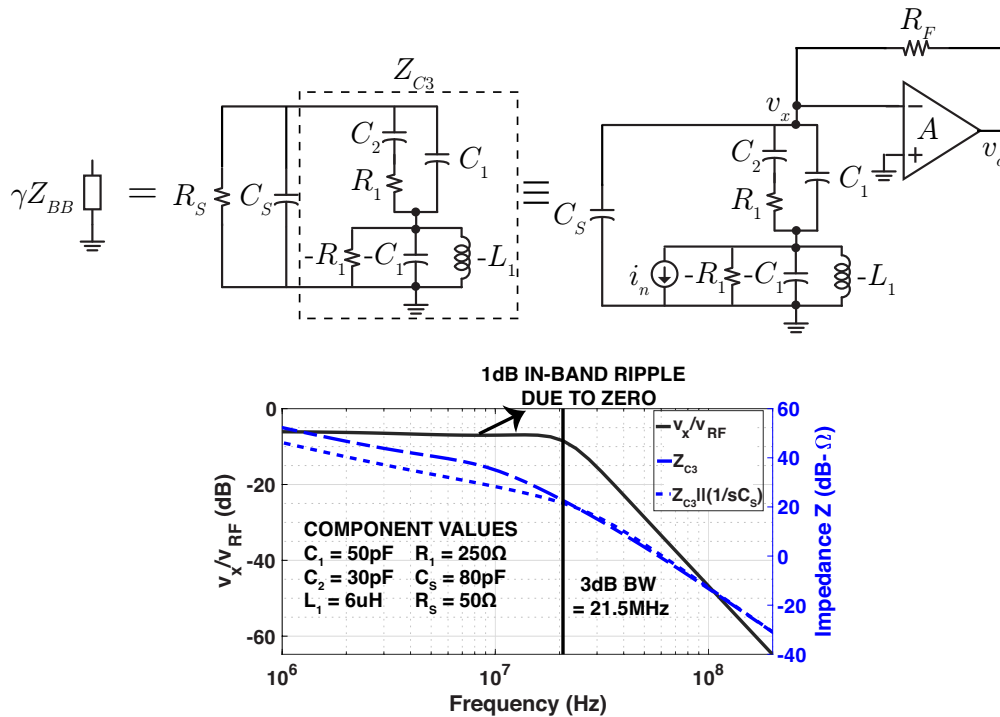 Z_C3
R_F
v_x
A
v_o
γZ_BB
=
R_S
C_S
C_2
R_1
C_1
-R_1
-C_1
-L_1
≡
C_S
C_2
R_1
C_1
i_n
-R_1
-C_1
-L_1
1dB IN-BAND RIPPLE
DUE TO ZERO
0
-20
-40
-60
v_x/v_RF (dB)
v_x/v_RF
Z_C3
Z_C3||(1/sC_S)
60
40
20
0
-20
-40
Impedance Z (dB-Ω)
COMPONENT VALUES
C_1 = 50pF R_1 = 250Ω
C_2 = 30pF C_S = 80pF
L_1 = 6uH R_S = 50Ω
3dB BW
= 21.5MHz
10^6
10^7
10^8
Frequency (Hz)